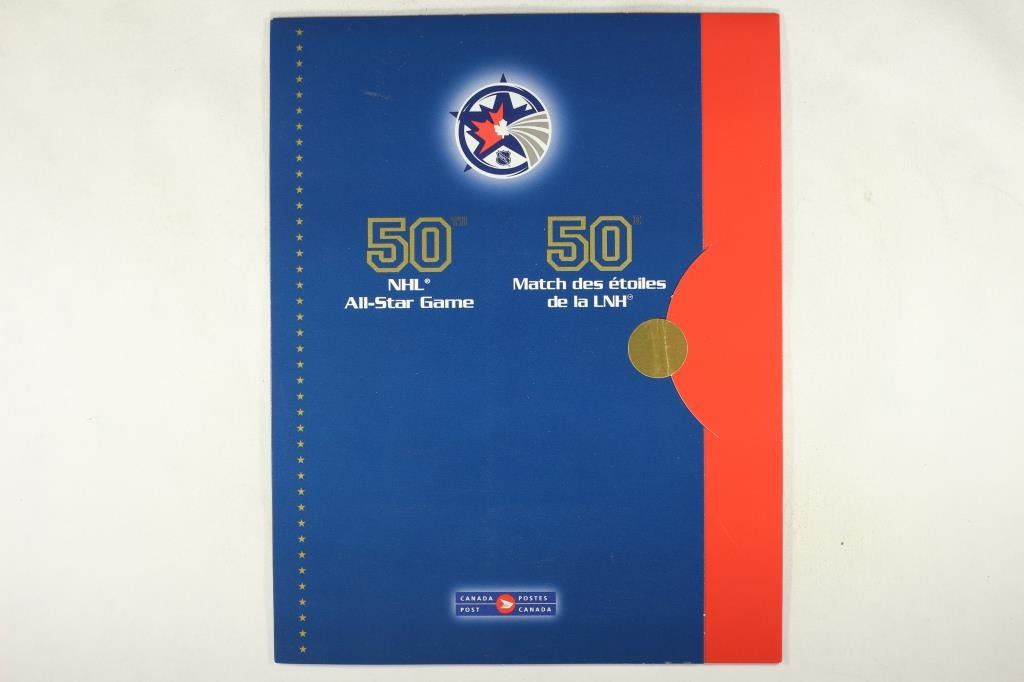 50TH
NHL®
All-Star Game
50E
Match des étoiles
de la LNH®
CANADA POSTES
POST CANADA